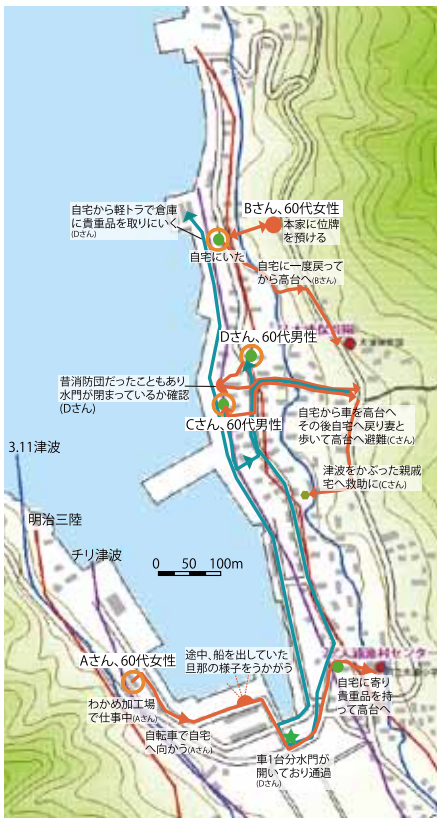 自宅から軽トラで倉庫
に貴重品を取りにいく
(Dさん)
Bさん、60代女性
本家に位牌
を預ける
自宅にいた
自宅に一度戻って
から高台へ(Bさん)
Dさん、60代男性
昔消防団だったこともあり
水門が閉まっているか確認
(Dさん)
Cさん、60代男性
自宅から車を高台へ
その後自宅へ戻り妻と
歩いて高台へ避難(Cさん)
3.11津波
津波をかぶった親戚
宅へ救助に(Cさん)
明治三陸
チリ津波
0 50 100m
Aさん、60代女性
途中、船を出していた
旦那の様子をうかがう
わかめ加工場
で仕事中(Aさん)
自宅に寄り
貴重品を持
って高台へ
自転車で自宅
へ向かう(Aさん)
車1台分水門が
開いており通過
(Dさん)